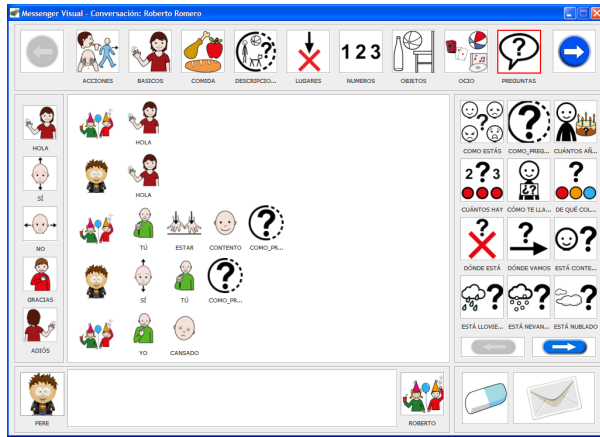 Messenger Visual - Conversación: Roberto Romero
ACCIONES BASICOS COMIDA DESCRIPCIO... LUGARES NUMEROS OBJETOS OCIO PREGUNTAS
1 2 3
HOLA
SÍ
NO
GRACIAS
ADIÓS
HOLA
HOLA
TÚ ESTAR CONTENTO COMO_PR...
SÍ TÚ COMO_PR...
YO CANSADO
COMO ESTÁS COMO_PREG... CUÁNTOS AÑ...
2 ? 3
CUÁNTOS HAY CÓMO TE LLA... DE QUÉ COL...
DÓNDE ESTÁ DÓNDE VAMOS ESTÁ CONTE...
ESTÁ LLOVIE... ESTÁ NEVAN... ESTÁ NUBLADO
PERE
ROBERTO